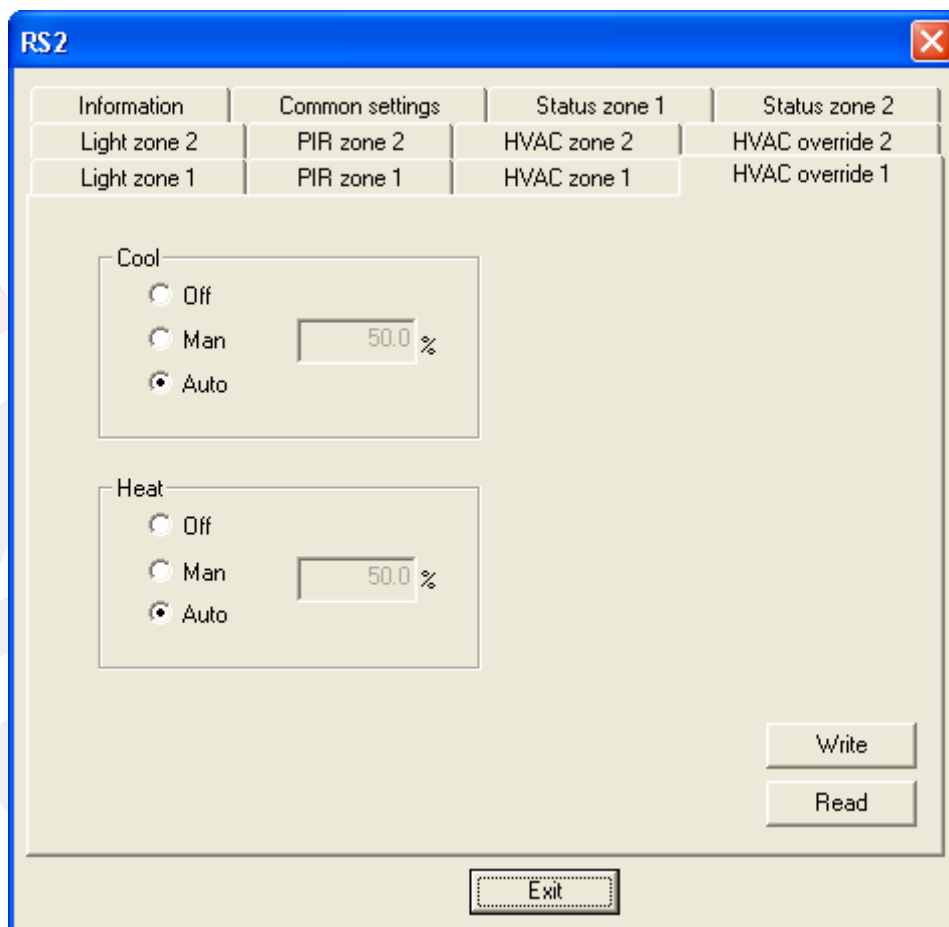 RS2
Information Common settings Status zone 1 Status zone 2
Light zone 2 PIR zone 2 HVAC zone 2 HVAC override 2
Light zone 1 PIR zone 1 HVAC zone 1 HVAC override 1
Cool
Off
Man 50.0 %
Auto
Heat
Off
Man 50.0 %
Auto
Write
Read
Exit